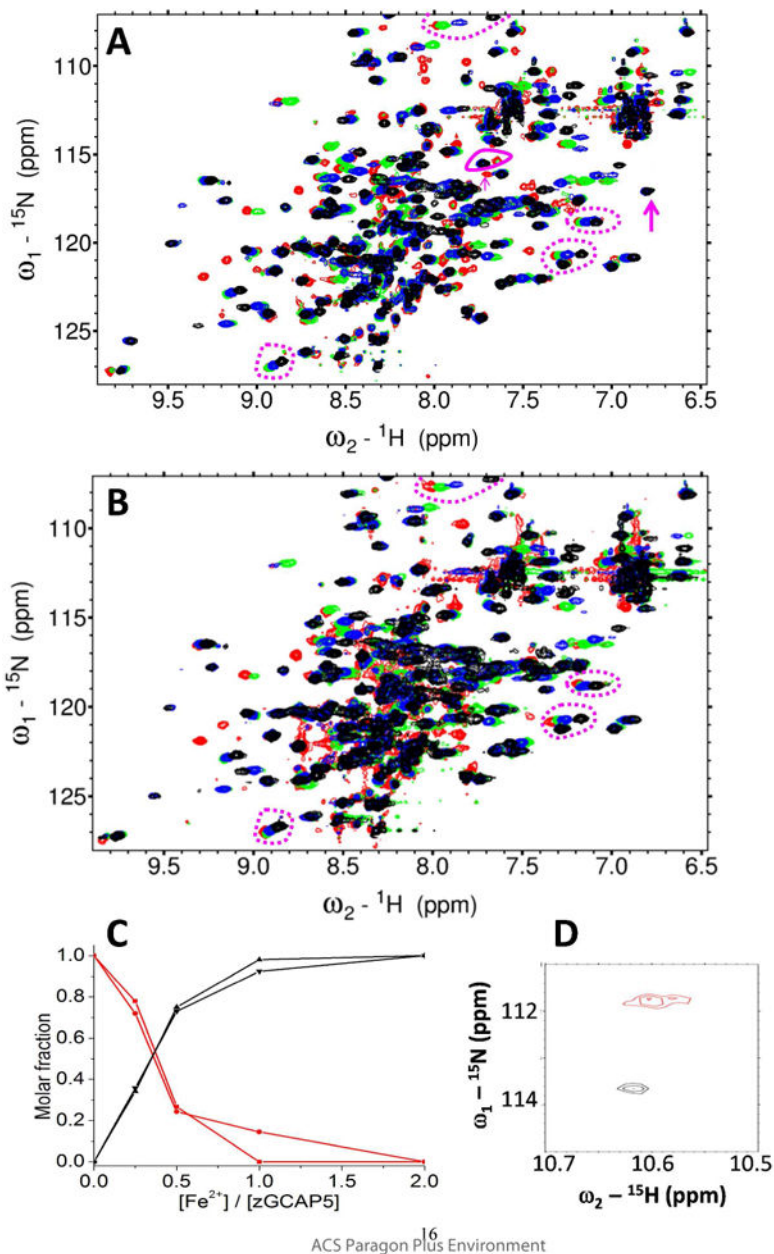 A
110
115
120
125
ω1 - 15N (ppm)
9.5 9.0 8.5 8.0 7.5 7.0 6.5
ω2 - 1H (ppm)
B
110
115
120
125
ω1 - 15N (ppm)
9.5 9.0 8.5 8.0 7.5 7.0 6.5
ω2 - 1H (ppm)
C
1.0
0.8
0.6
0.4
0.2
0.0
Molar fraction
0.0 0.5 1.0 1.5 2.0
[Fe2+] / [zGCAP5]
D
112
114
ω1 – 15N (ppm)
10.7 10.6 10.5
ω2 – 15H (ppm)
16
ACS Paragon Plus Environment